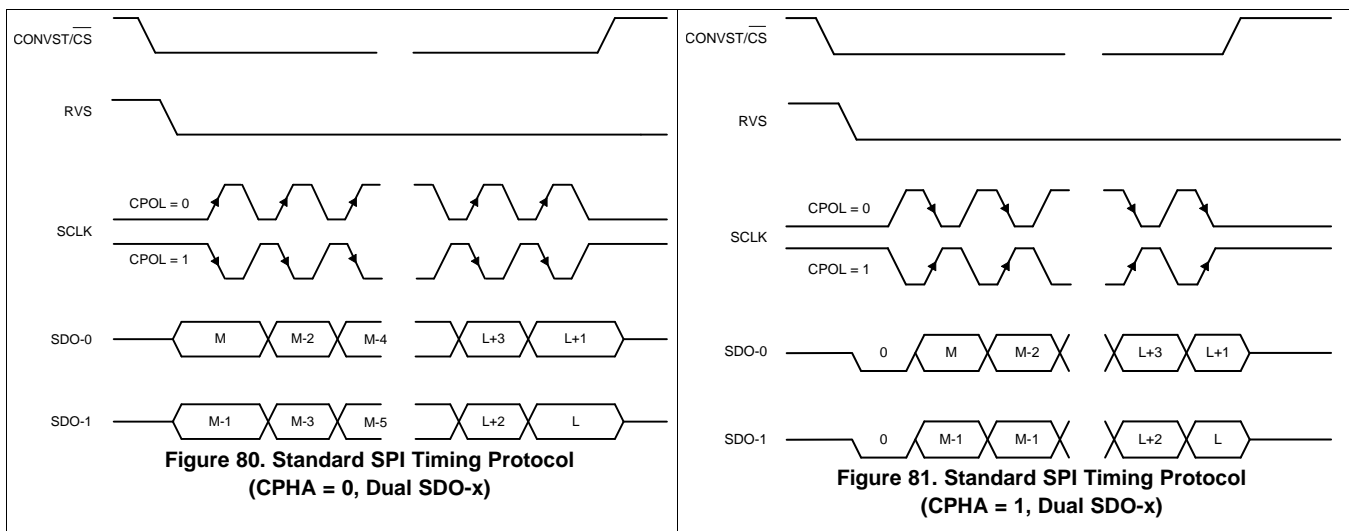 CONVST/CS
RVS
CPOL = 0
SCLK
CPOL = 1
SDO-0 M M-2 M-4 L+3 L+1
SDO-1 M-1 M-3 M-5 L+2 L
Figure 80. Standard SPI Timing Protocol
(CPHA = 0, Dual SDO-x)
CONVST/CS
RVS
CPOL = 0
SCLK
CPOL = 1
SDO-0 0 M M-2 L+3 L+1
SDO-1 0 M-1 M-1 L+2 L
Figure 81. Standard SPI Timing Protocol
(CPHA = 1, Dual SDO-x)